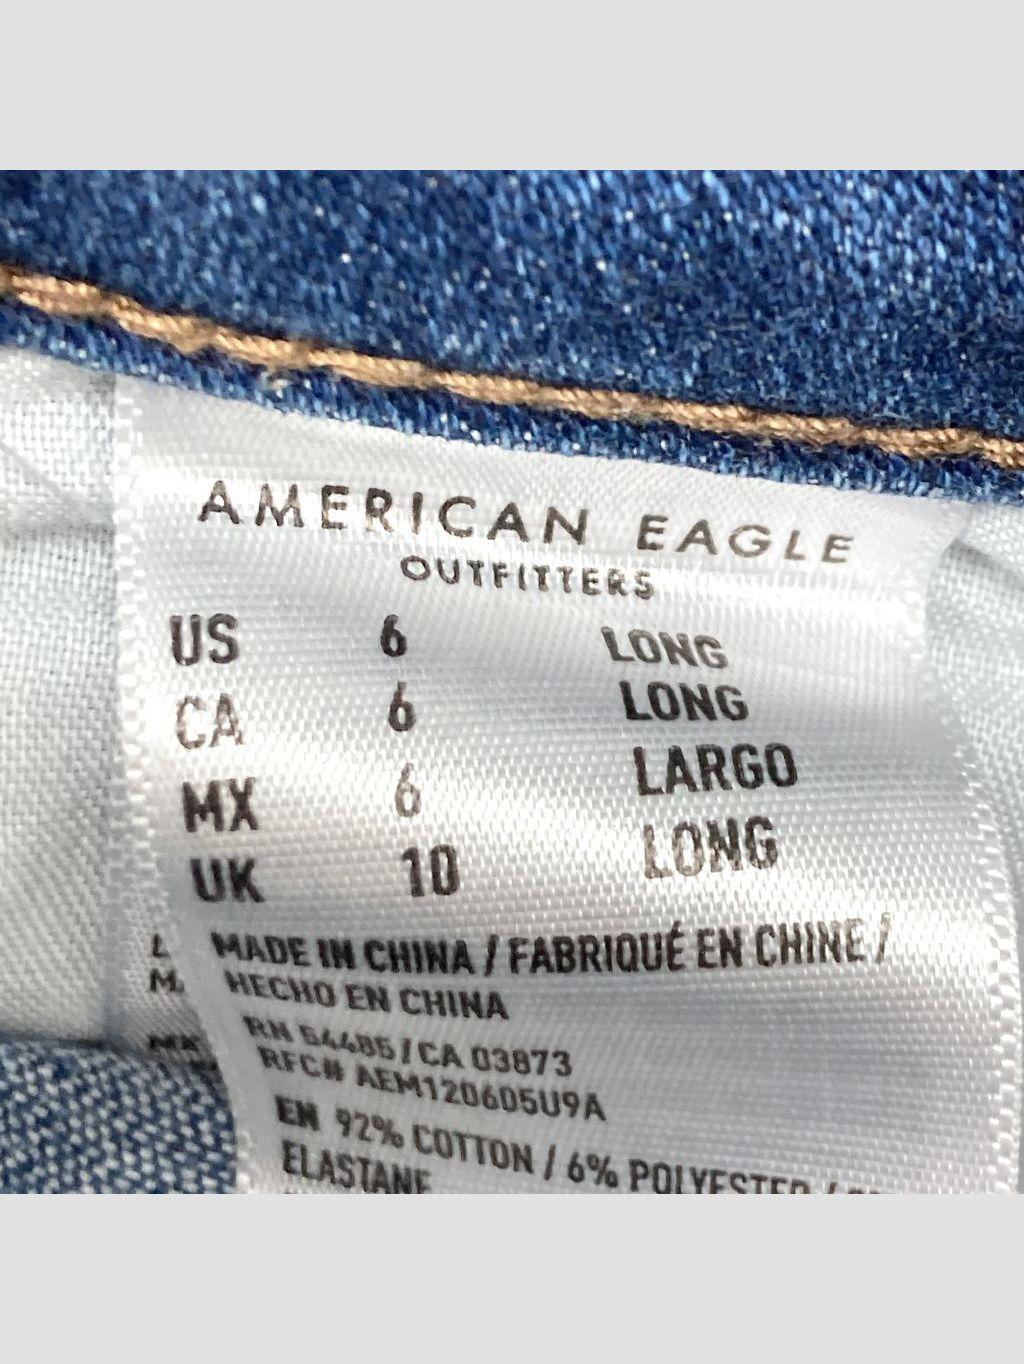 AMERICAN EAGLE
OUTFITTERS
US 6 LONG
CA 6 LONG
MX 6 LARGO
UK 10 LONG
MADE IN CHINA / FABRIQUÉ EN CHINE /
HECHO EN CHINA
RN 54485 / CA 03873
RFC# AEM120605U9A
EN 92% COTTON / 6% POLYESTER /
ELASTANE